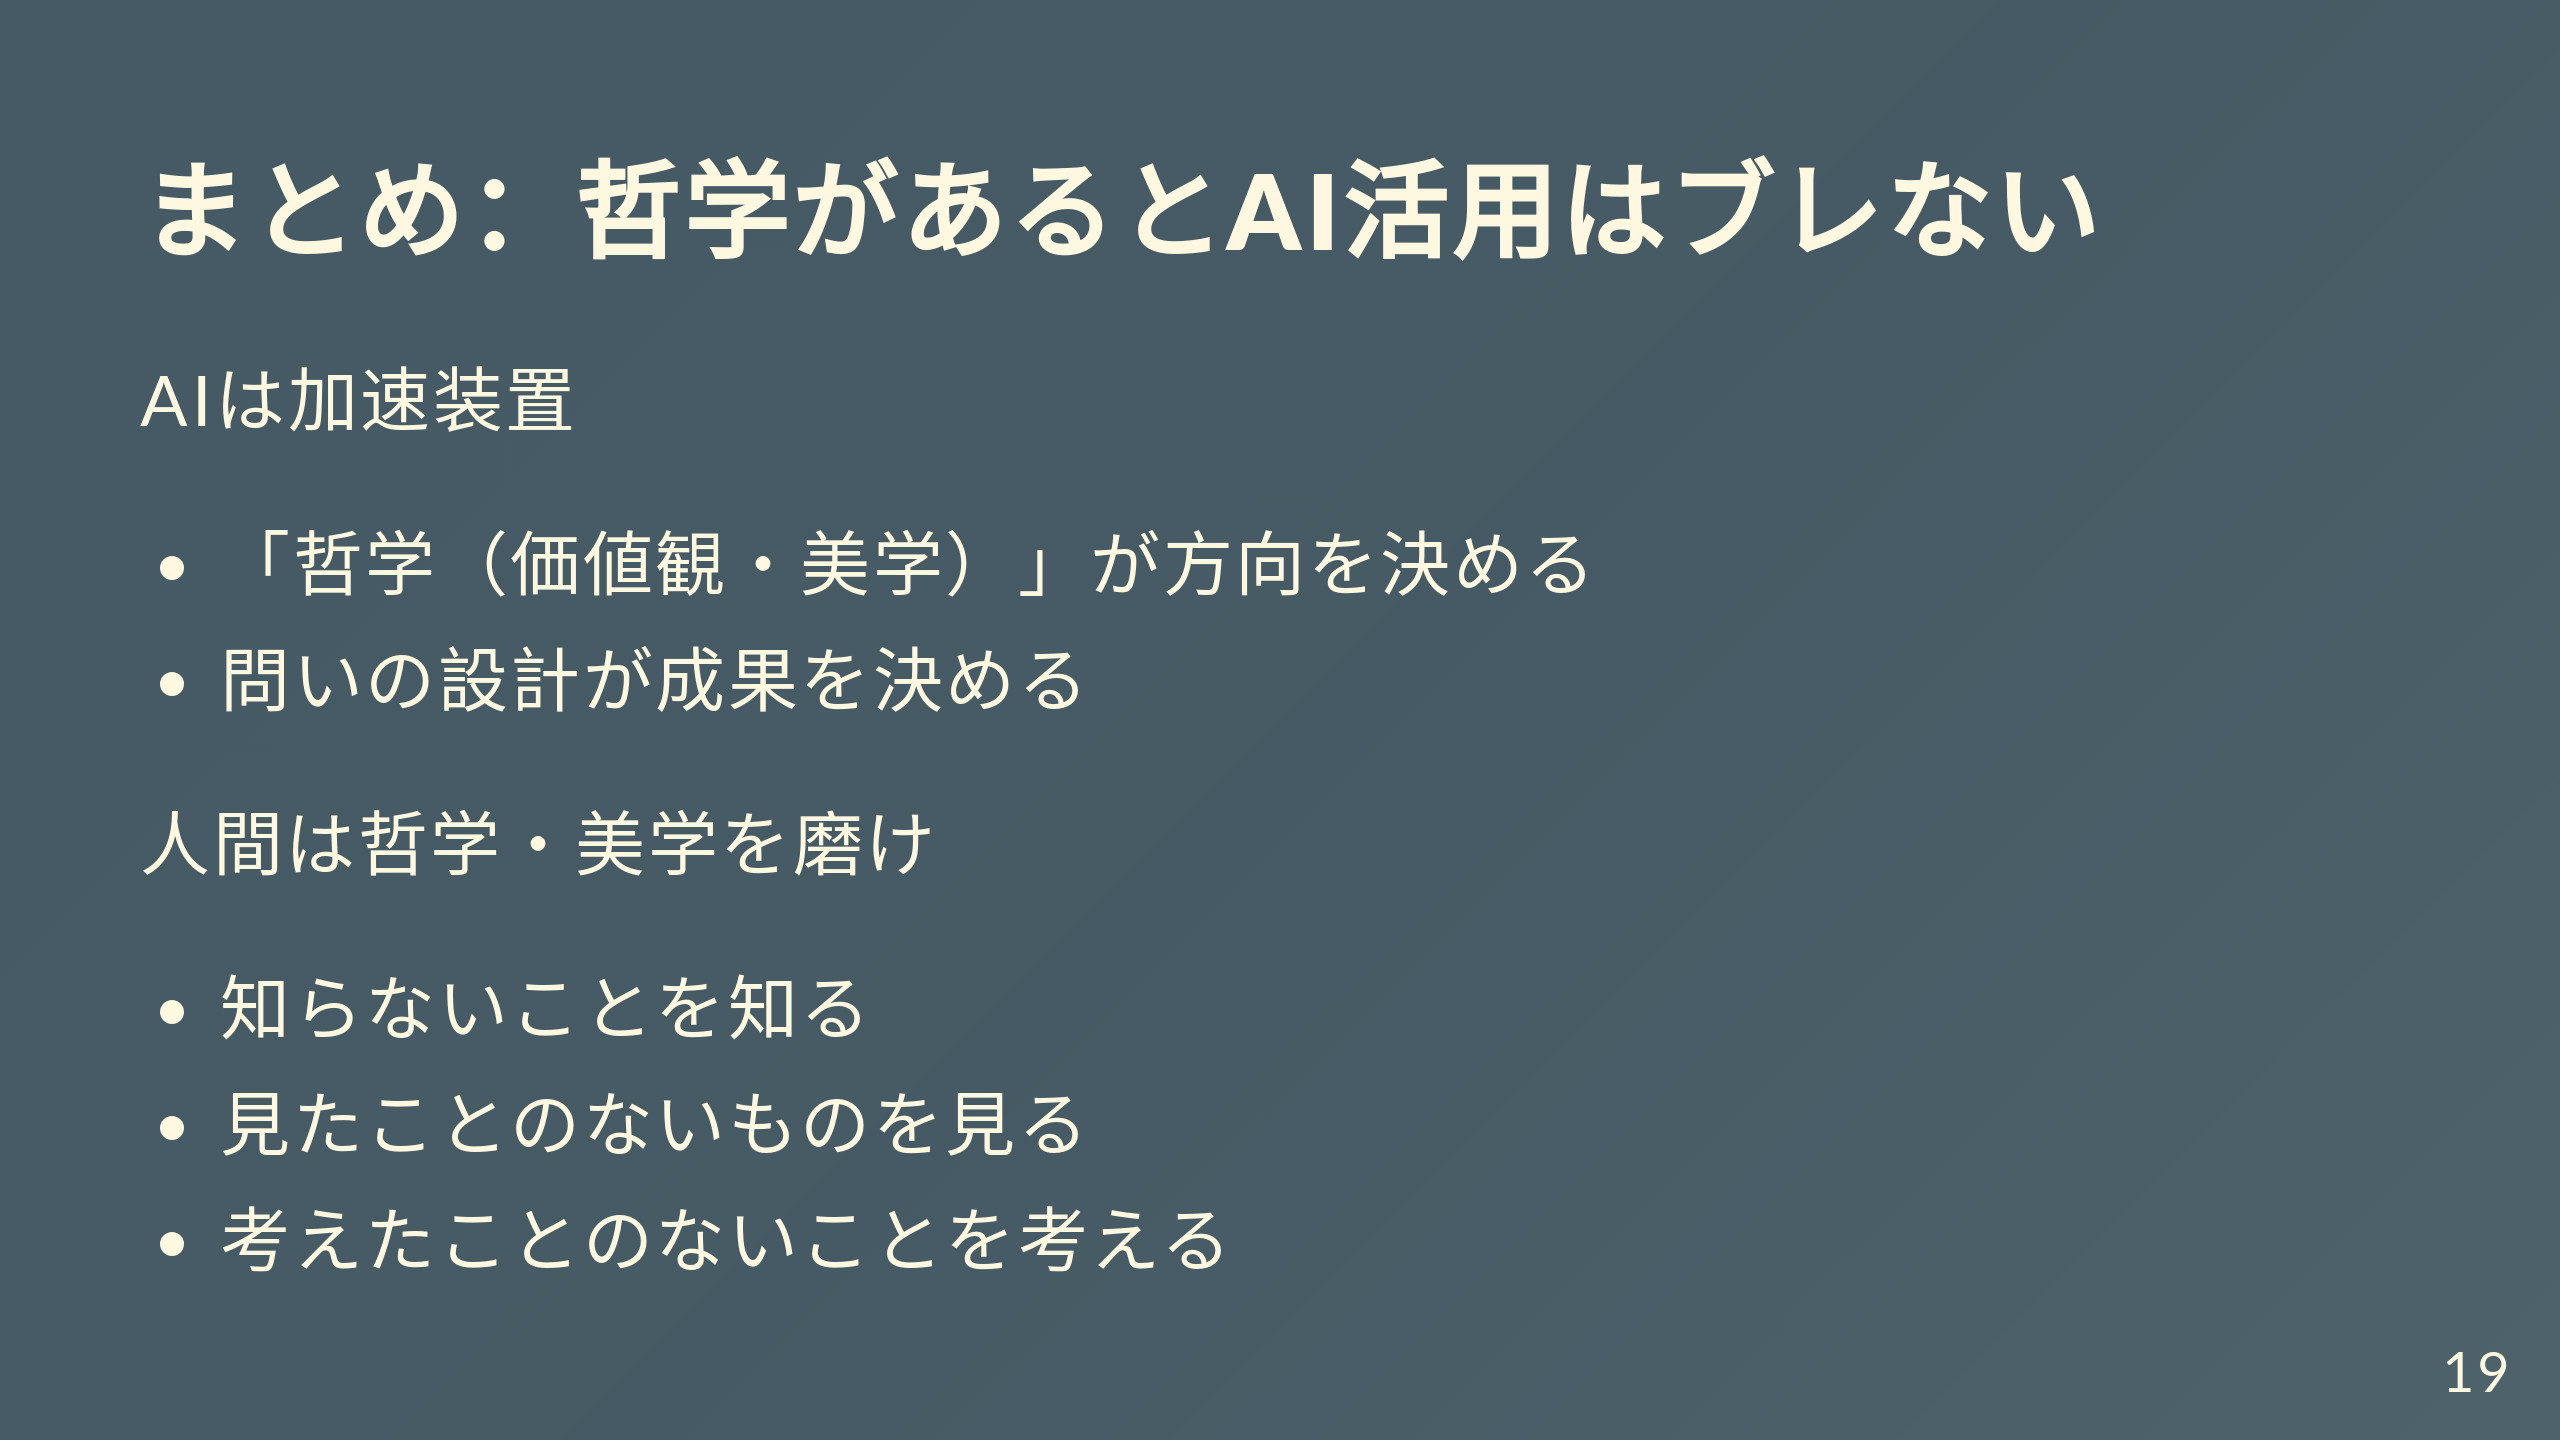 まとめ：哲学があるとAI活用はブレない
AIは加速装置
• 「哲学（価値観・美学）」が方向を決める
• 問いの設計が成果を決める
人間は哲学・美学を磨け
• 知らないことを知る
• 見たことのないものを見る
• 考えたことのないことを考える
19